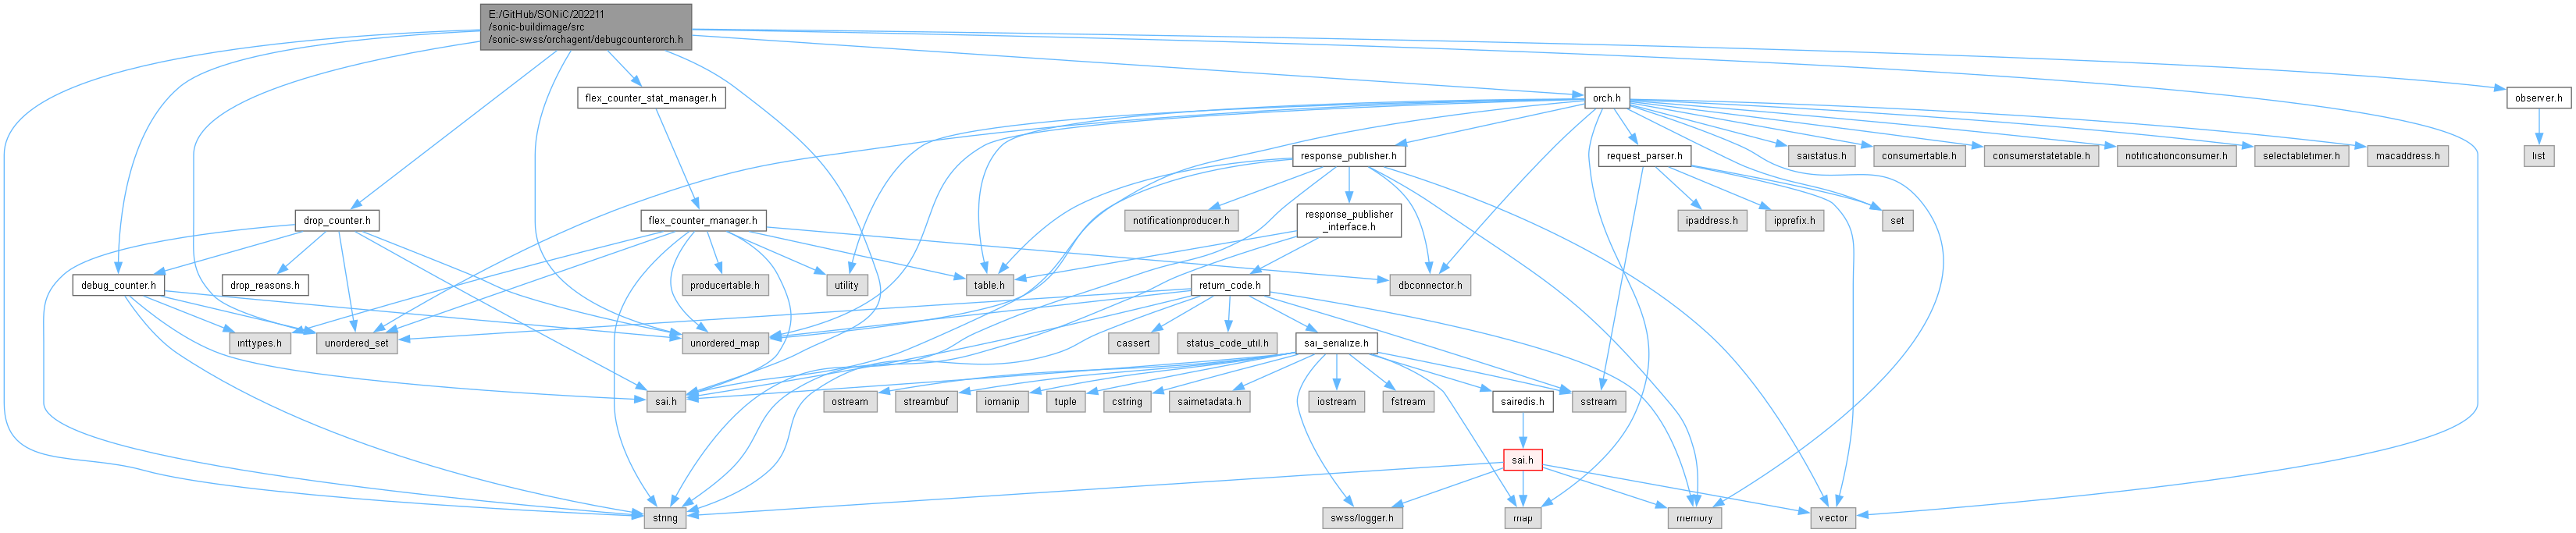 E:/GitHub/SONiC/202211
/sonic-buildimage/src
/sonic-swss/orchagent/debugcounterorch.h
flex_counter_stat_manager.h
orch.h
observer.h
response_publisher.h
request_parser.h
saistatus.h
consumertable.h
consumerstatetable.h
notificationconsumer.h
selectabletimer.h
macaddress.h
list
drop_counter.h
flex_counter_manager.h
notificationproducer.h
response_publisher
_interface.h
ipaddress.h
ipprefix.h
set
debug_counter.h
drop_reasons.h
producertable.h
utility
table.h
return_code.h
dbconnector.h
inttypes.h
unordered_set
unordered_map
cassert
status_code_util.h
sai_serialize.h
sai.h
ostream
streambuf
iomanip
tuple
cstring
saimetadata.h
iostream
fstream
sairedis.h
sstream
sai.h
string
swss/logger.h
map
memory
vector